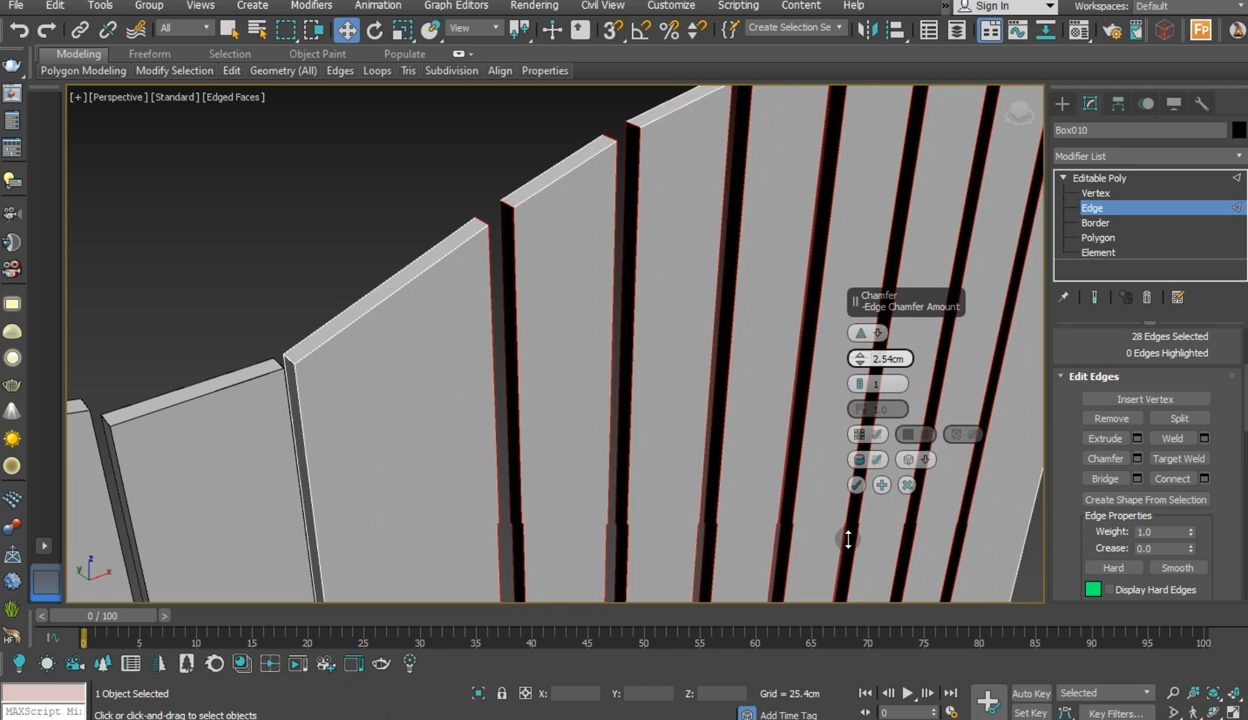 File Edit Tools Group Views Create Modifiers Animation Graph Editors Rendering Civil View Customize Scripting Content Help Sign In Workspaces: Default
All View Create Selection Se
Modeling Freeform Selection Object Paint Populate
Polygon Modeling Modify Selection Edit Geometry (All) Edges Loops Tris Subdivision Align Properties
[+] [Perspective] [Standard] [Edged Faces]
Box010
Modifier List
Editable Poly
Vertex
Edge
Border
Polygon
Element
Chamfer
-Edge Chamfer Amount
2.54cm
1
1.0
28 Edges Selected
0 Edges Highlighted
Edit Edges
Insert Vertex
Remove Split
Extrude Weld
Chamfer Target Weld
Bridge Connect
Create Shape From Selection
Edge Properties
Weight: 1.0
Crease: 0.0
Hard Smooth
Display Hard Edges
z
y x
< 0 / 100 >
0 5 10 15 20 25 30 35 40 45 50 55 60 65 70 75 80 85 90 95 100
1 Object Selected X: Y: Z: Grid = 25.4cm Auto Key Selected
MAXScript Mi Click or click-and-drag to select objects Add Time Tag 0 Set Key Key Filters...